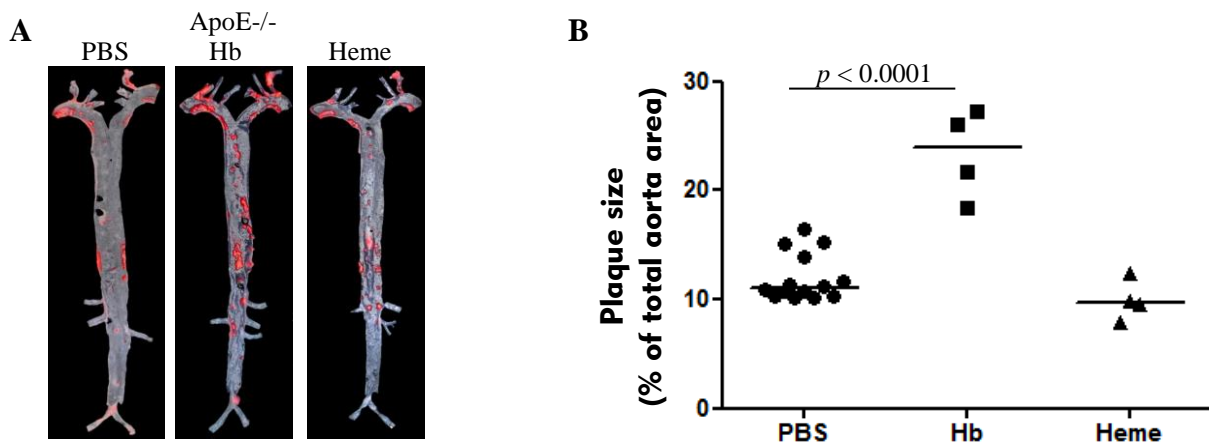 A
ApoE-/-
PBS
Hb
Heme
B
p < 0.0001
Plaque size
(% of total aorta area)
30
20
10
0
PBS
Hb
Heme